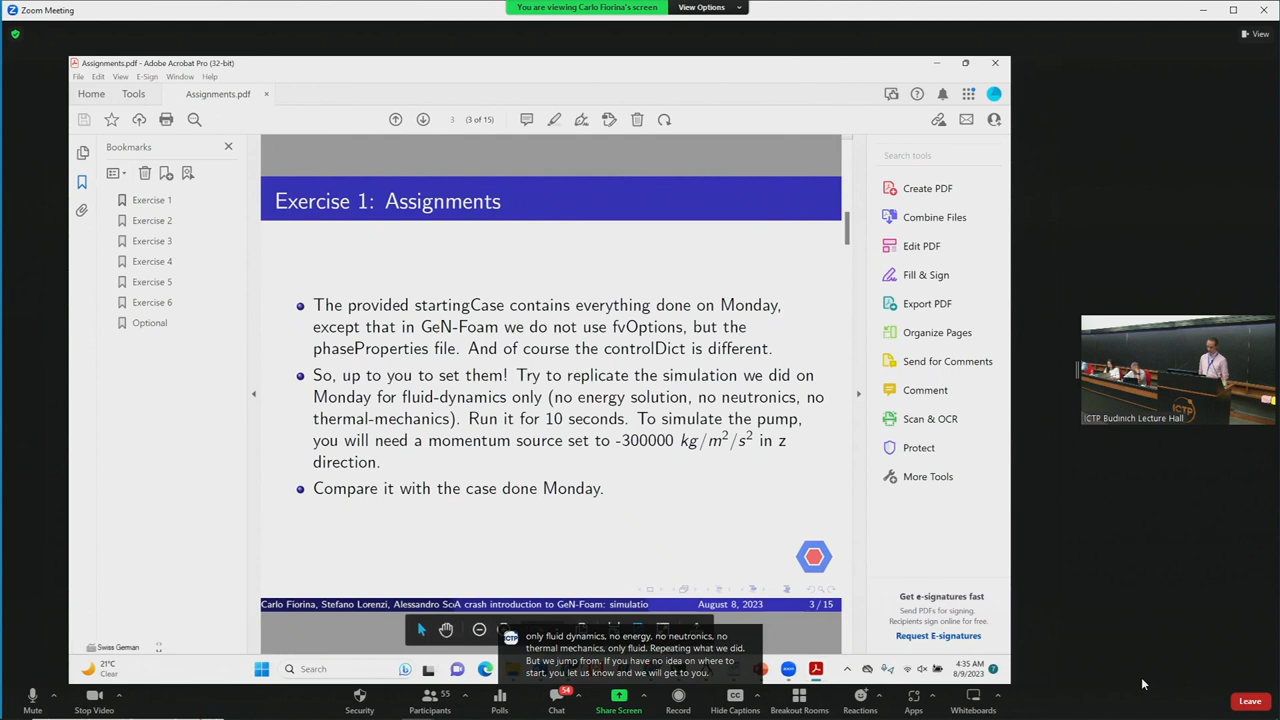 Zoom Meeting
You are viewing Carlo Fiorina's screen
View Options
View
Assignments.pdf - Adobe Acrobat Pro (32-bit)
File Edit View E-Sign Window Help
Home Tools Assignments.pdf ×
3 (3 of 15)
Bookmarks
Exercise 1
Exercise 2
Exercise 3
Exercise 4
Exercise 5
Exercise 6
Optional
Exercise 1: Assignments
The provided startingCase contains everything done on Monday,
except that in GeN-Foam we do not use fvOptions, but the
phaseProperties file. And of course the controlDict is different.
So, up to you to set them! Try to replicate the simulation we did on
Monday for fluid-dynamics only (no energy solution, no neutronics, no
thermal-mechanics). Run it for 10 seconds. To simulate the pump,
you will need a momentum source set to -300000 kg/m²/s² in z
direction.
Compare it with the case done Monday.
Carlo Fiorina, Stefano Lorenzi, Alessandro Sco A crash introduction to GeN-Foam: simulatio August 8, 2023 3 / 15
Search tools
Create PDF
Combine Files
Edit PDF
Fill & Sign
Export PDF
Organize Pages
Send for Comments
Comment
Scan & OCR
Protect
More Tools
Get e-signatures fast
Send PDFs for signing.
Recipients sign online for free.
Request E-signatures
ICTP
ICTP Budinich Lecture Hall
ICTP
only fluid dynamics, no energy, no neutronics, no
thermal mechanics, only fluid. Repeating what we did.
But we jump from. If you have no idea on where to
start, you let us know and we will get to you.
Swiss German
21°C
Clear
Search
4:35 AM
8/9/2023
7
Mute
Stop Video
Security
55
Participants
Polls
54
Chat
Share Screen
Record
CC
Hide Captions
Breakout Rooms
Reactions
Apps
Whiteboards
Leave